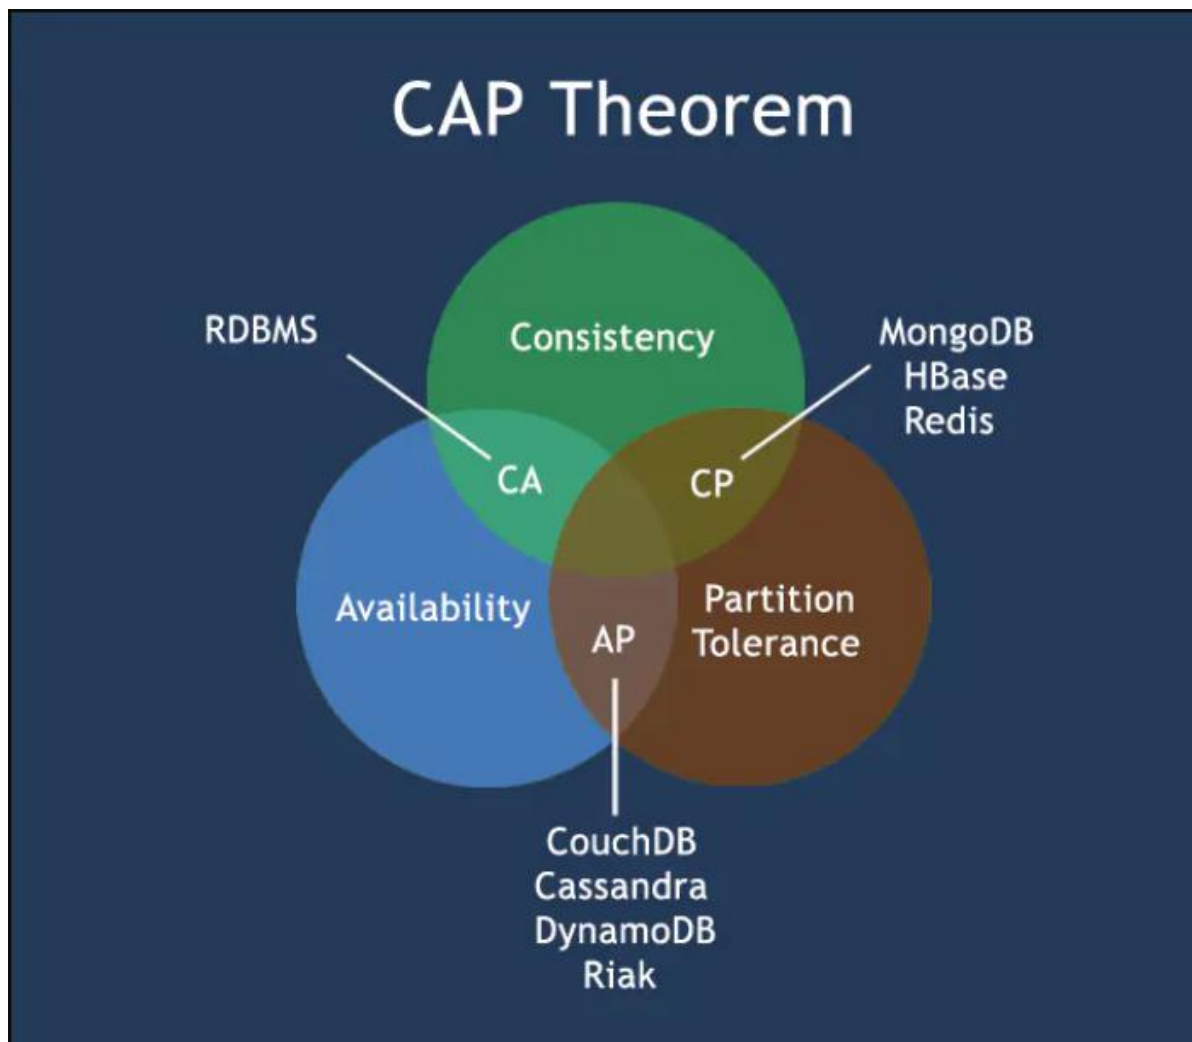 CAP Theorem
Consistency
RDBMS
MongoDB
HBase
Redis
CA
CP
Availability
Partition
Tolerance
AP
CouchDB
Cassandra
DynamoDB
Riak